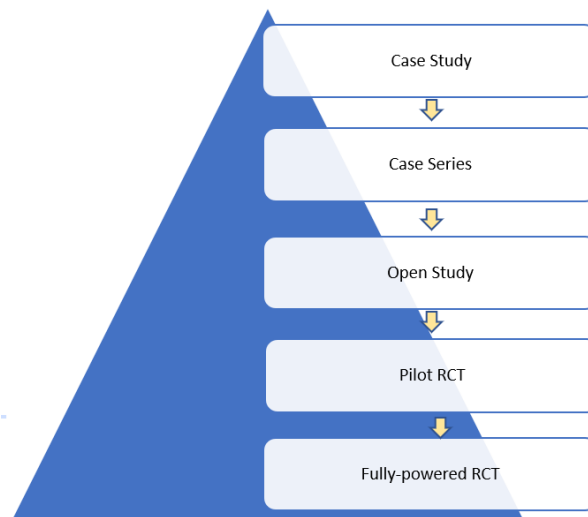 Case Study
Case Series
Open Study
Pilot RCT
Fully-powered RCT